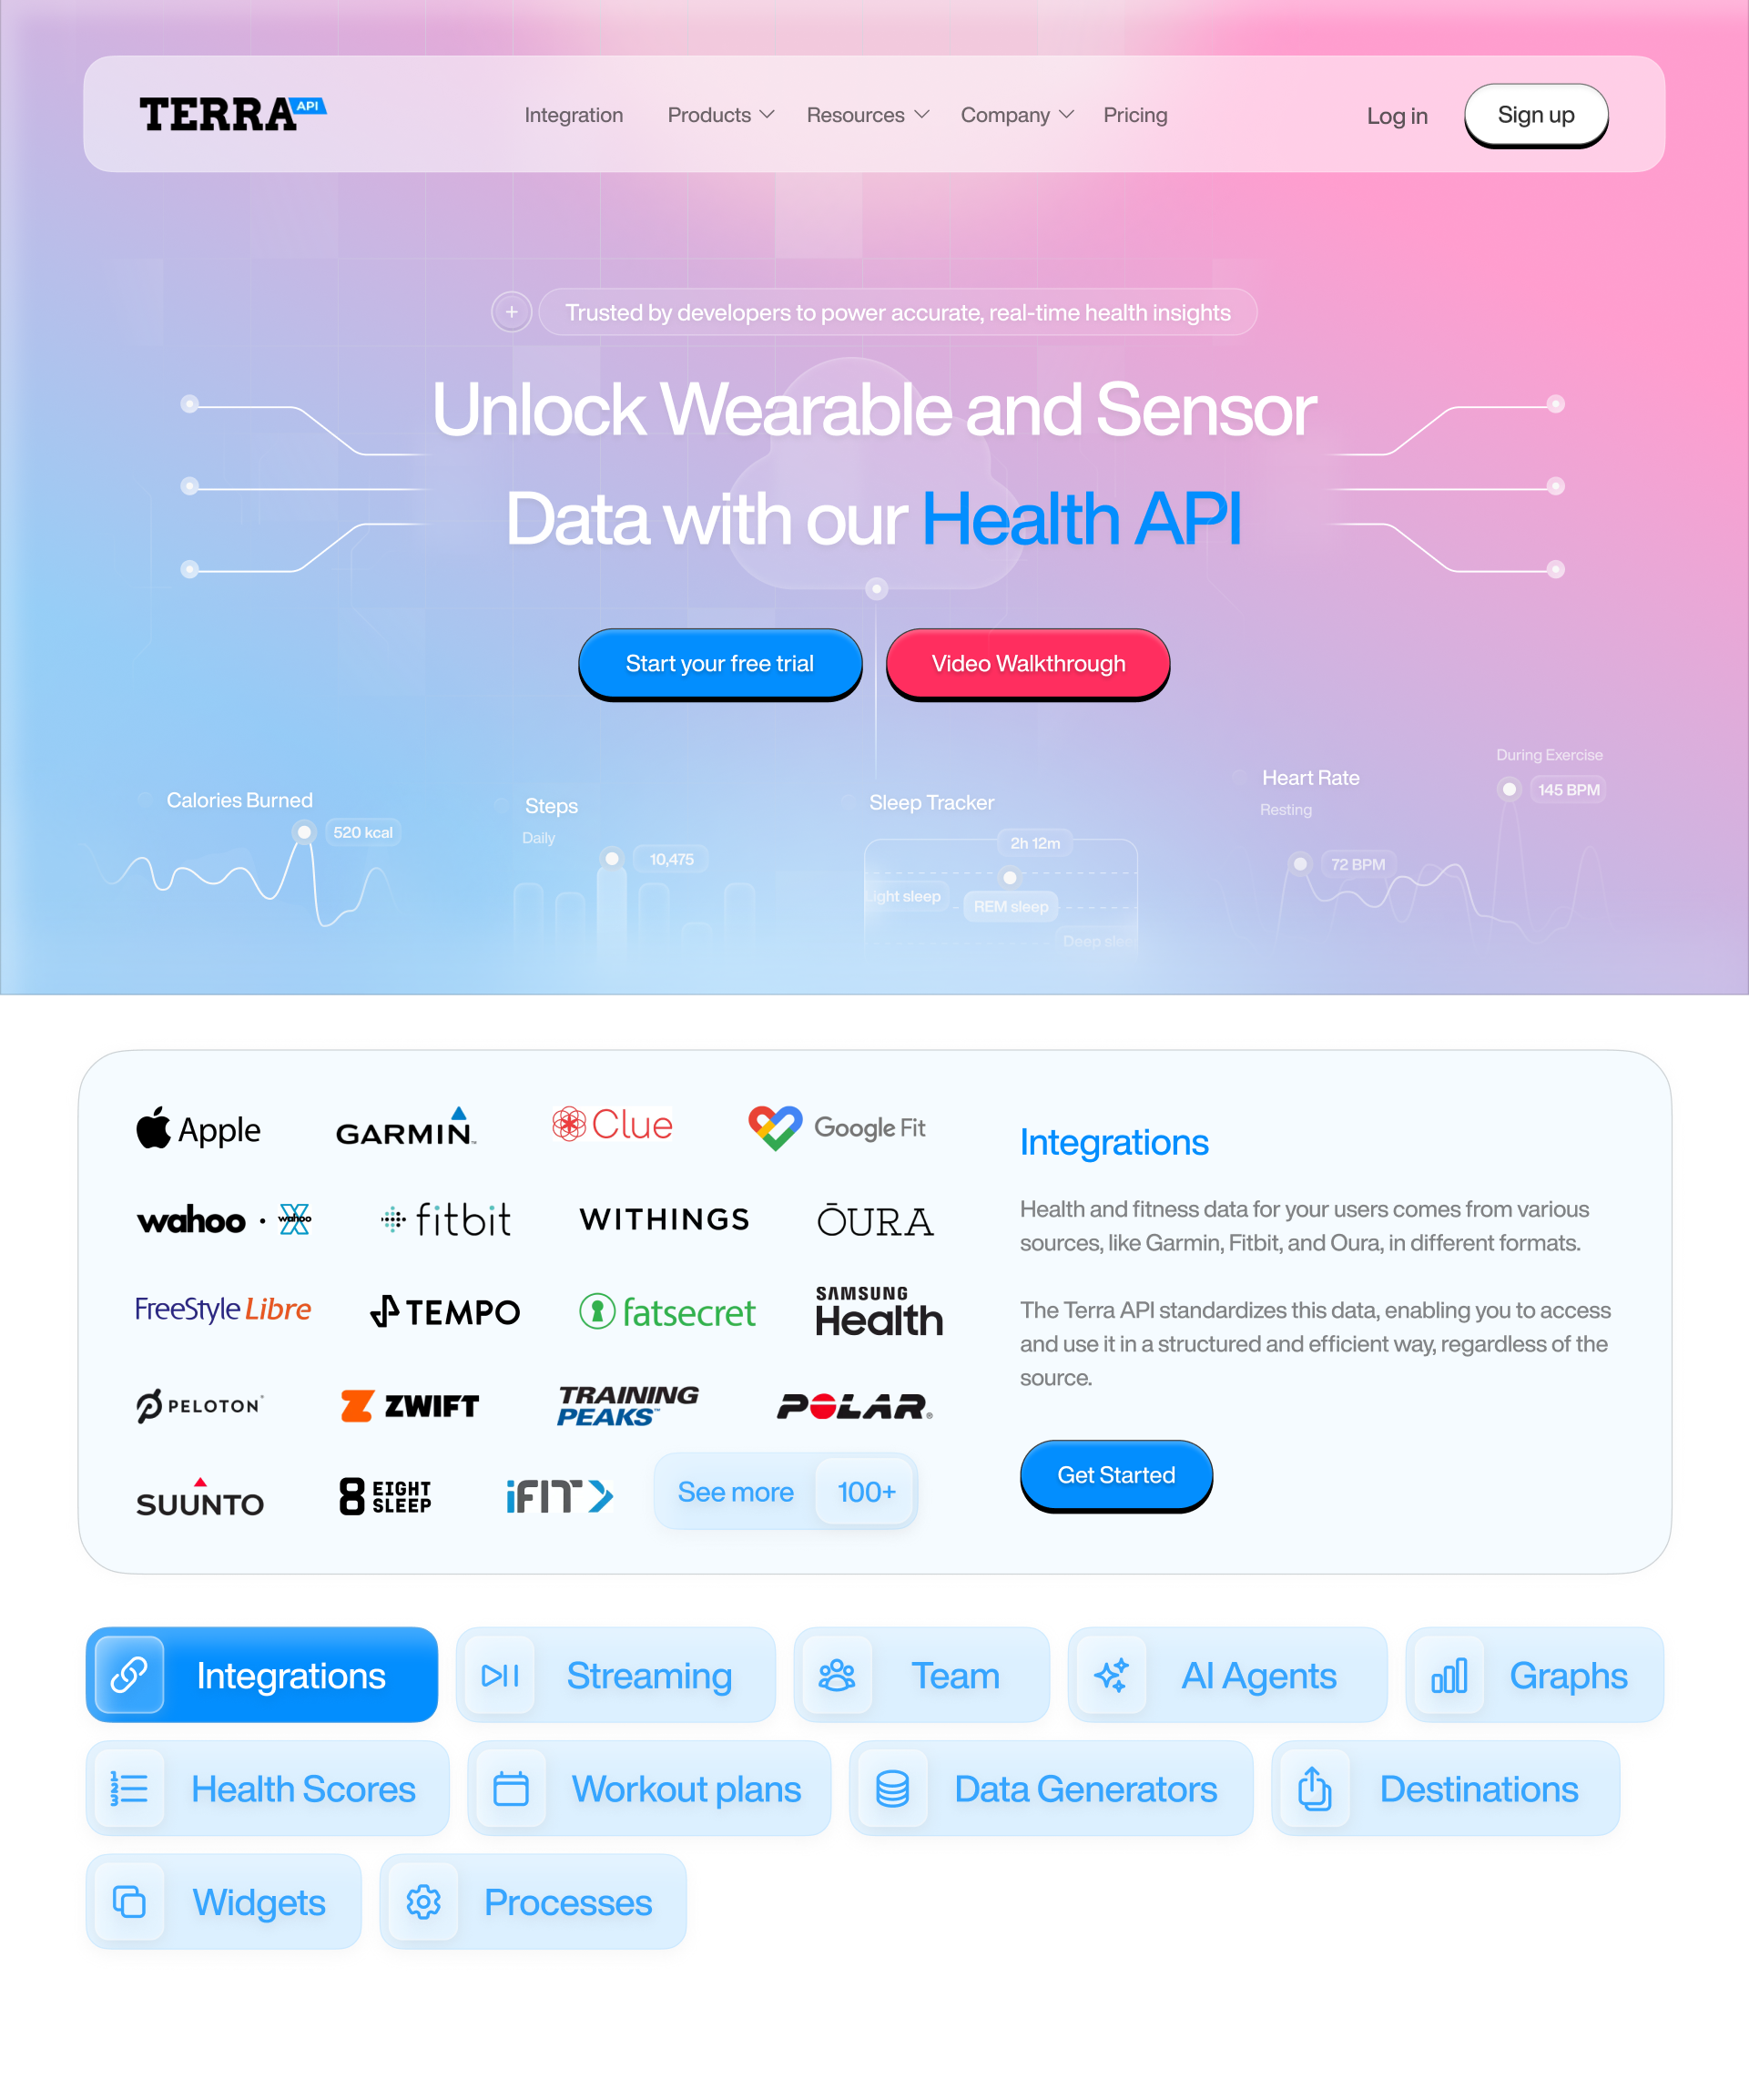 TERRA API
Integration
Products
Resources
Company
Pricing
Log in
Sign up
Trusted by developers to power accurate, real-time health insights
Unlock Wearable and Sensor
Data with our Health API
Start your free trial
Video Walkthrough
Calories Burned
520 kcal
Steps
Daily
10,475
Sleep Tracker
2h 12m
Light sleep
REM sleep
Deep slee
Heart Rate
Resting
72 BPM
During Exercise
145 BPM
Apple
GARMIN™
Clue
Google Fit
wahoo · wahoo X
fitbit
WITHINGS
ŌURA
FreeStyle Libre
TEMPO
fatsecret
SAMSUNG
Health
PELOTON®
ZWIFT
TRAINING
PEAKS™
POLAR®
SUUNTO
8 EIGHT
SLEEP
iFIT
See more 100+
Integrations
Health and fitness data for your users comes from various
sources, like Garmin, Fitbit, and Oura, in different formats.
The Terra API standardizes this data, enabling you to access
and use it in a structured and efficient way, regardless of the
source.
Get Started
Integrations
Streaming
Team
AI Agents
Graphs
1
2
3
Health Scores
Workout plans
Data Generators
Destinations
Widgets
Processes